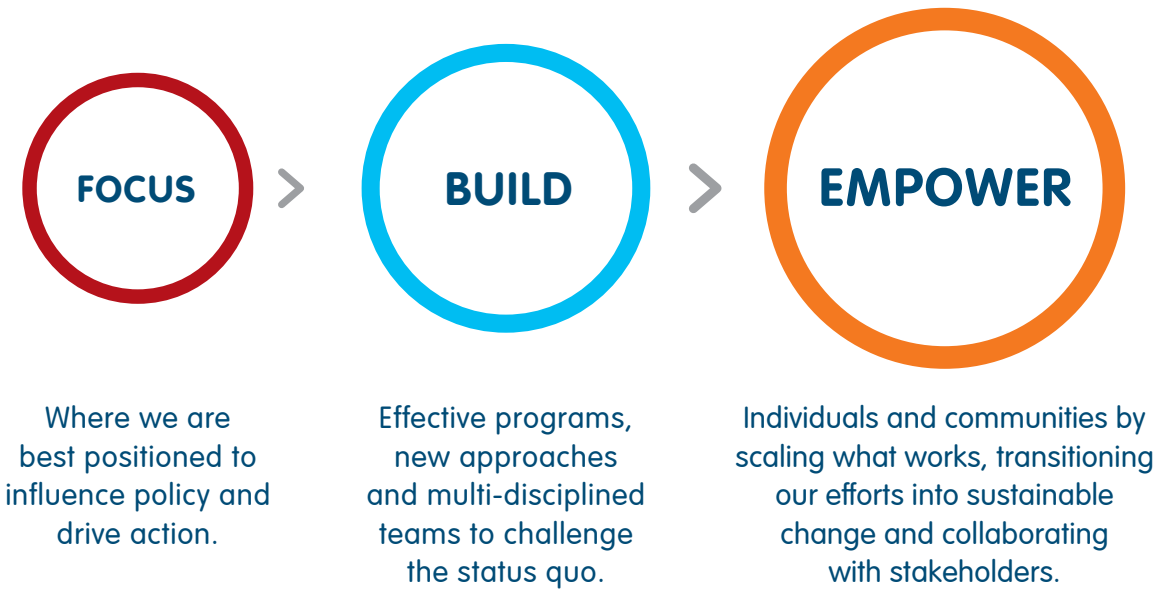 FOCUS
BUILD
EMPOWER
Where we are
best positioned to
influence policy and
drive action.
Effective programs,
new approaches
and multi-disciplined
teams to challenge
the status quo.
Individuals and communities by
scaling what works, transitioning
our efforts into sustainable
change and collaborating
with stakeholders.